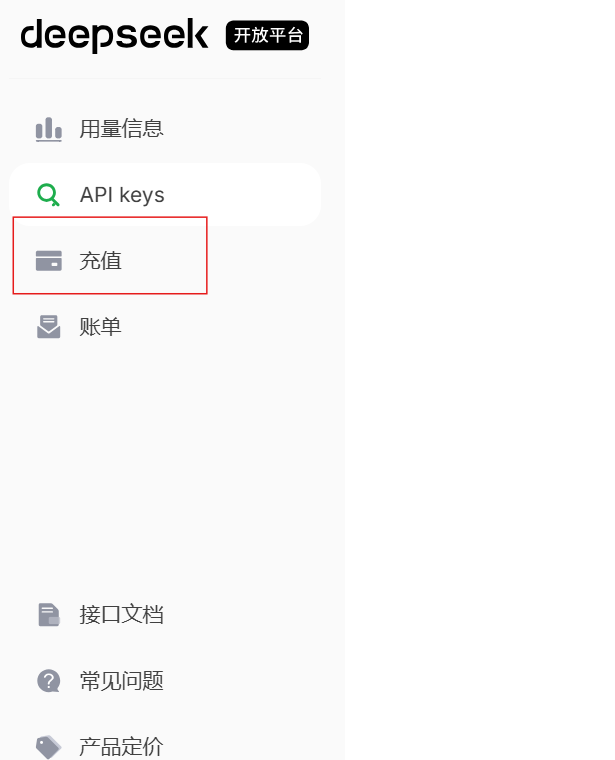 deepseek 开放平台
用量信息
API keys
充值
账单
接口文档
常见问题
产品定价